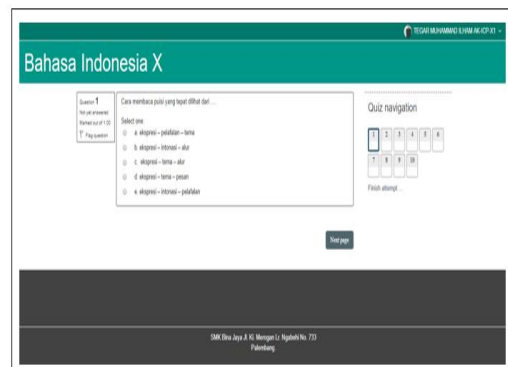 TEGAR MUHAMMAD ILHAM AK-ICP-X1
Bahasa Indonesia X
Question 1
Not yet answered
Marked out of 1.00
Flag question
Cara membaca puisi yang tepat dilihat dari ....
Select one:
a. ekspresi – pelafalan – tema
b. ekspresi – intonasi – alur
c. ekspresi – tema – alur
d. ekspresi – tema – pesan
e. ekspresi – intonasi – pelafalan
Next page
Quiz navigation
1 2 3 4 5 6
7 8 9 10
Finish attempt ...
SMK Bina Jaya Jl. Ki. Merogan Lr. Ngabehi No. 733
Palembang